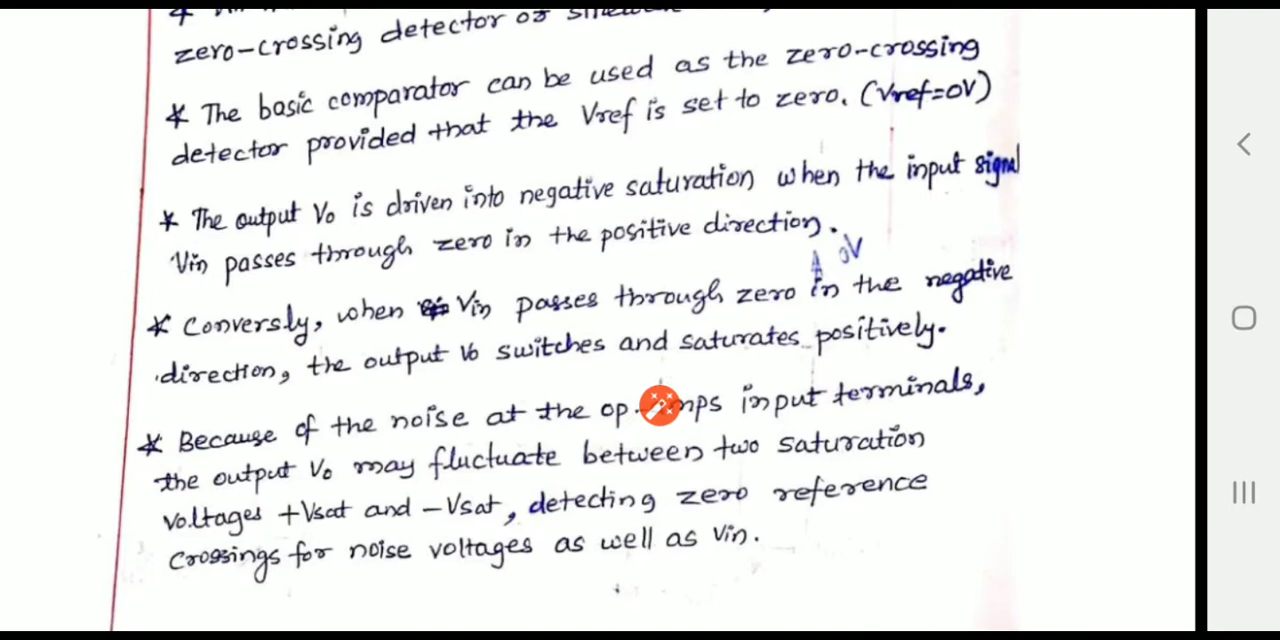 zero-crossing detector or
* The basic comparator can be used as the zero-crossing
detector provided that the Vref is set to zero. (Vref=0V)
* The output Vo is driven into negative saturation when the input signal
Vin passes through zero in the positive direction.
0V
* Conversly, when Vin passes through zero in the negative
direction, the output Vo switches and saturates positively.
* Because of the noise at the op-amps input terminals,
the output Vo may fluctuate between two saturation
voltages +Vsat and -Vsat, detecting zero reference
crossings for noise voltages as well as Vin.